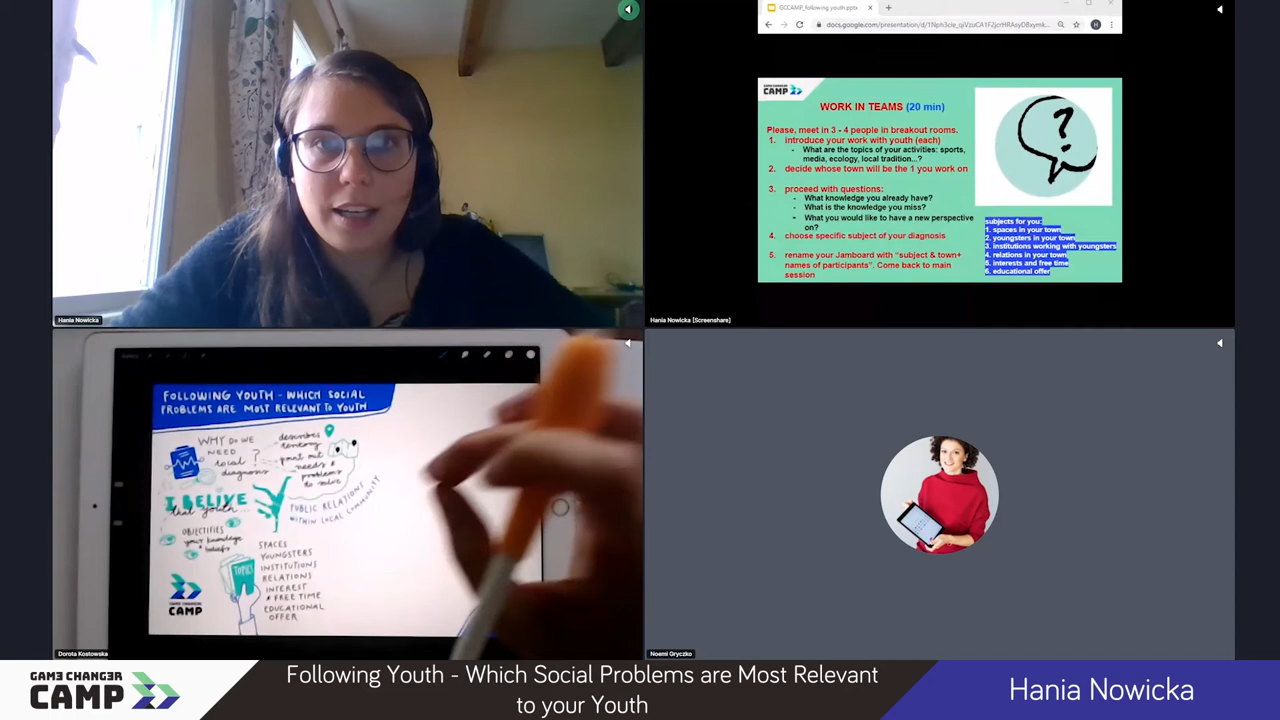 Hania Nowicka
GCCAMP_following youth.pptx
GAME CHANGER
CAMP
WORK IN TEAMS (20 min)
Please, meet in 3 - 4 people in breakout rooms.
1. introduce your work with youth (each)
- What are the topics of your activities: sports,
media, ecology, local tradition...?
2. decide whose town will be the 1 you work on
3. proceed with questions:
- What knowledge you already have?
- What is the knowledge you miss?
- What you would like to have a new perspective
on?
4. choose specific subject of your diagnosis
5. rename your Jamboard with "subject & town+
names of participants". Come back to main
session
?
subjects for you:
1. spaces in your town
2. youngsters in your town
3. institutions working with youngsters
4. relations in your town
5. interests and free time
6. educational offer
Hania Nowicka [Screenshare]
FOLLOWING YOUTH - WHICH SOCIAL
PROBLEMS ARE MOST RELEVANT TO YOUTH
WHY DO WE
NEED
local
diagnosis
?
describes
teritory
point out
needs &
problems
to solve
I BELIVE
that youth...
PUBLIC RELATIONS
WITHIN LOCAL COMMUNITY
OBJECTIFIES
your knowledge
& beliefs
TOPICS
SPACES
YOUNGSTERS
INSTITUTIONS
RELATIONS
INTEREST
& FREE TIME
EDUCATIONAL
OFFER
GAME CHANGER
CAMP
Dorota Kostowska
Noemi Gryczko
GAME CHANGER
CAMP
Following Youth - Which Social Problems are Most Relevant
to your Youth
Hania Nowicka